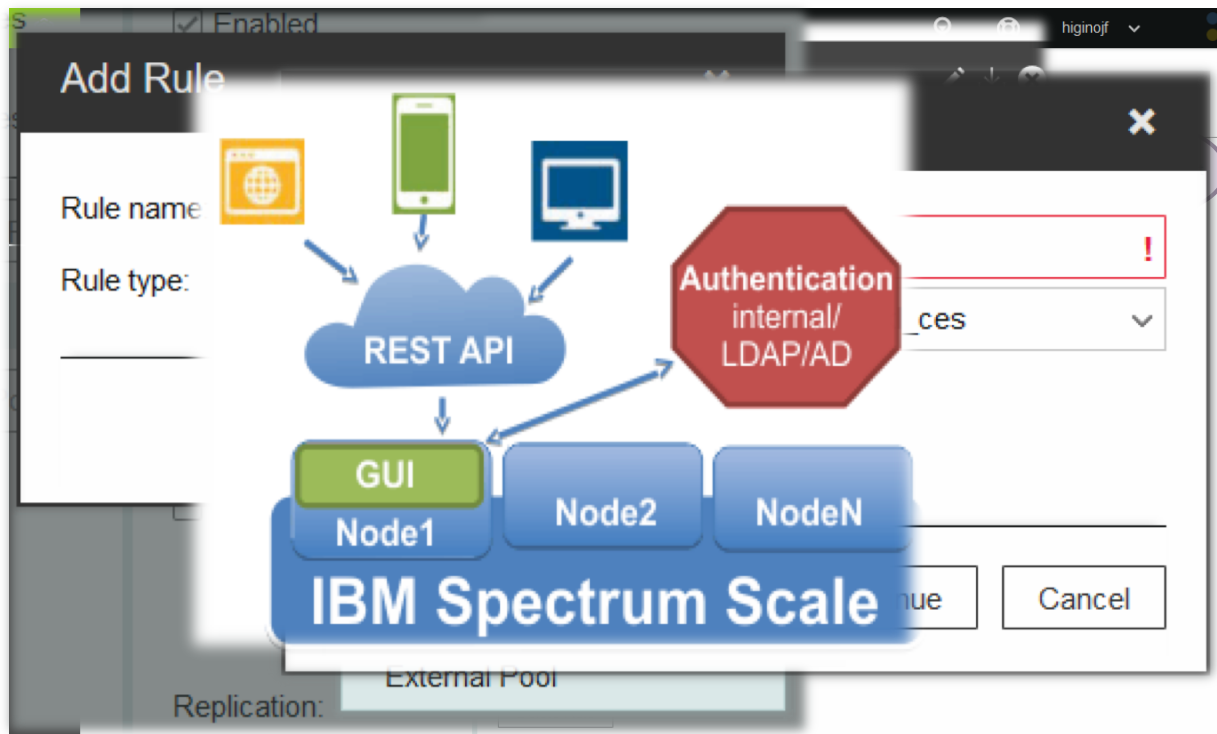 Enabled
higinojf
Add Rule
Rule name
Rule type:
REST API
Authentication
internal/
LDAP/AD
_ces
GUI
Node1
Node2
NodeN
IBM Spectrum Scale
Cancel
External Pool
Replication: